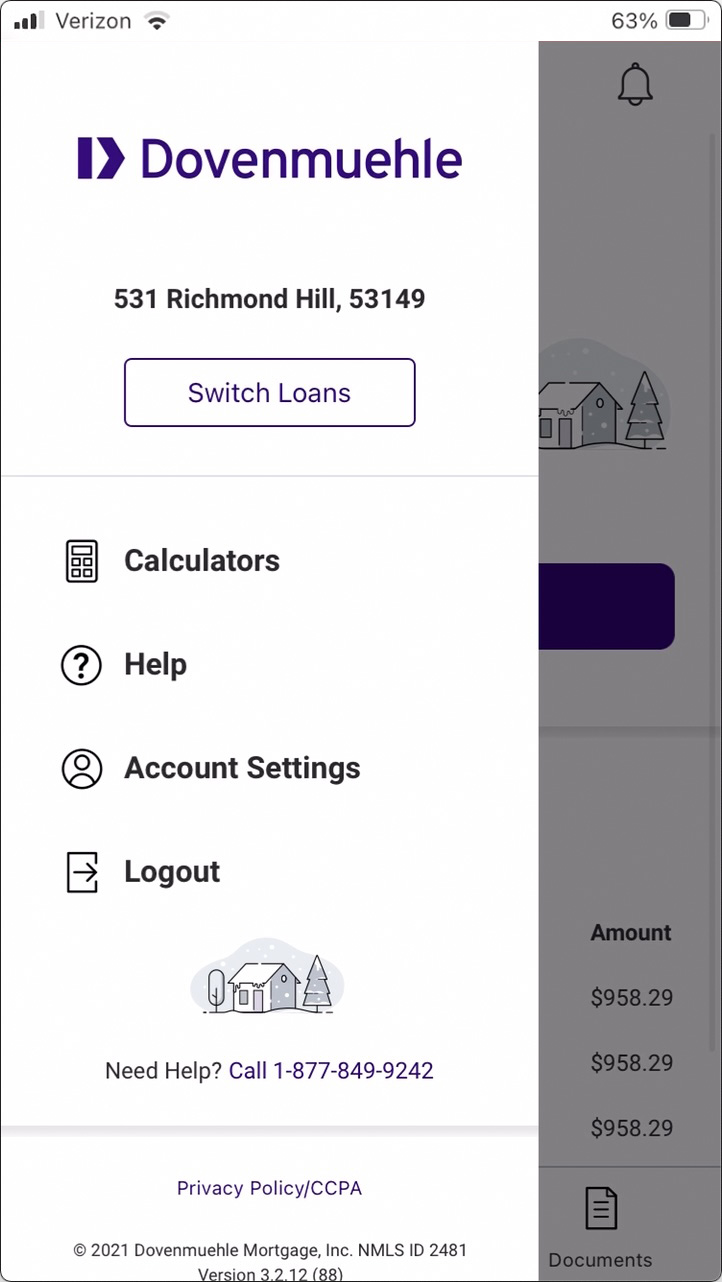 Verizon 63%
Dovenmuehle
531 Richmond Hill, 53149
Switch Loans
Calculators
Help
Account Settings
Logout
Need Help? Call 1-877-849-9242
Privacy Policy/CCPA
© 2021 Dovenmuehle Mortgage, Inc. NMLS ID 2481
Version 3.2.12 (88)
Amount
$958.29
$958.29
$958.29
Documents